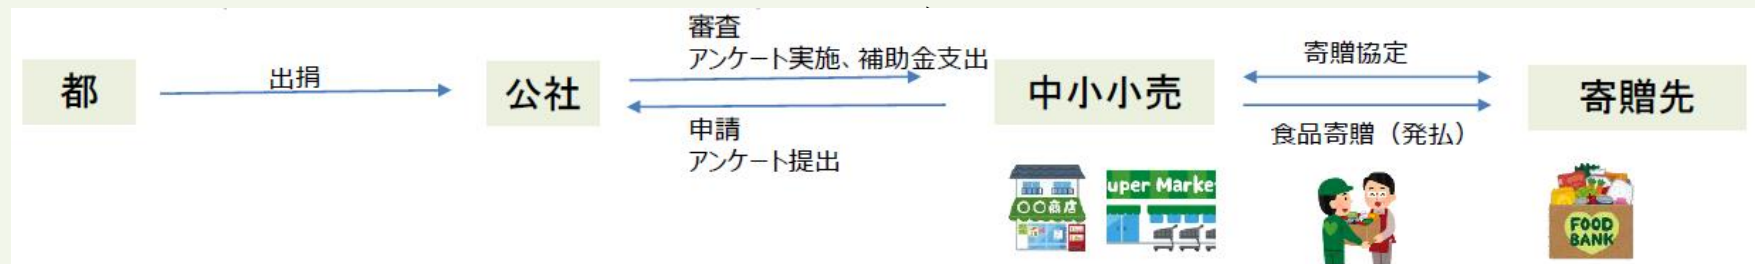 都
出捐
公社
審査
アンケート実施、補助金支出
申請
アンケート提出
中小小売
寄贈協定
食品寄贈（発払）
寄贈先
〇〇商店
uper Marke
FOOD
BANK